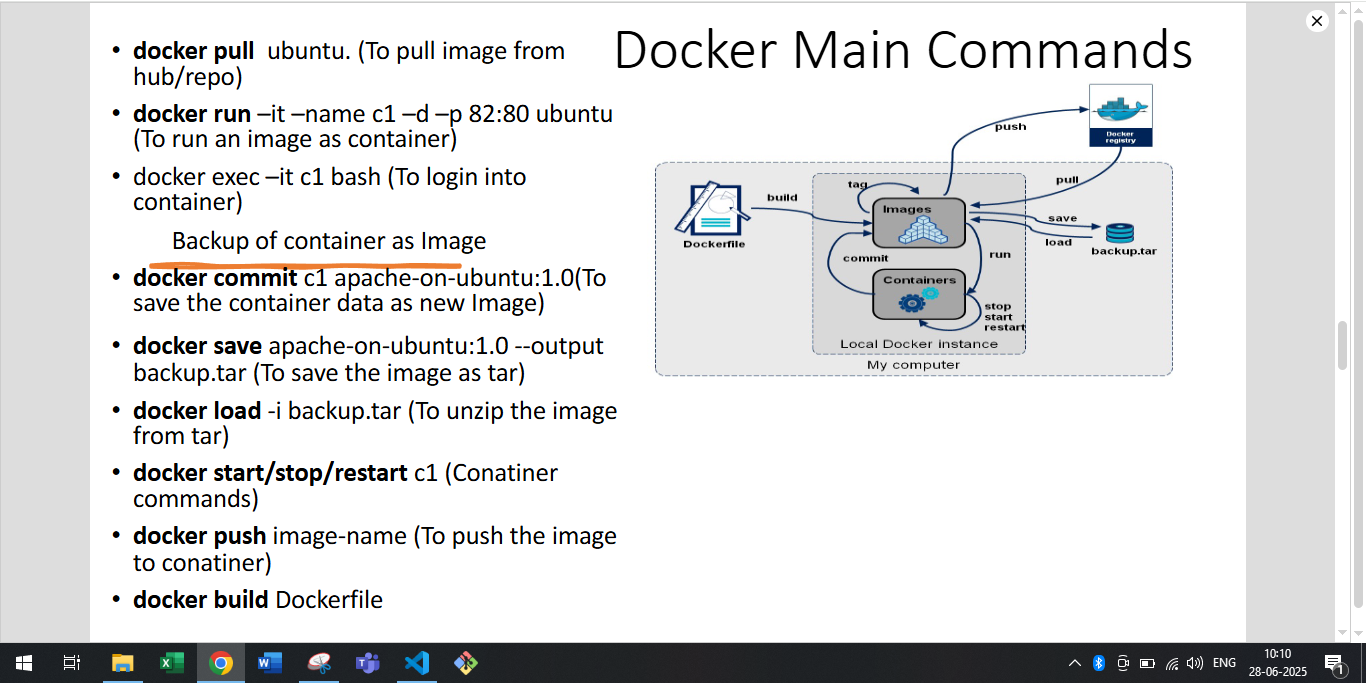 Docker Main Commands
• docker pull  ubuntu. (To pull image from
hub/repo)
• docker run –it –name c1 –d –p 82:80 ubuntu
(To run an image as container)
• docker exec –it c1 bash (To login into
container)
Backup of container as Image
• docker commit c1 apache-on-ubuntu:1.0(To
save the container data as new Image)
• docker save apache-on-ubuntu:1.0 --output
backup.tar (To save the image as tar)
• docker load -i backup.tar (To unzip the image
from tar)
• docker start/stop/restart c1 (Conatiner
commands)
• docker push image-name (To push the image
to conatiner)
• docker build Dockerfile
Docker
registry
push
pull
tag
build
Images
save
load
Dockerfile
backup.tar
commit
run
Containers
stop
start
restart
Local Docker instance
My computer
ENG
10:10
28-06-2025
1